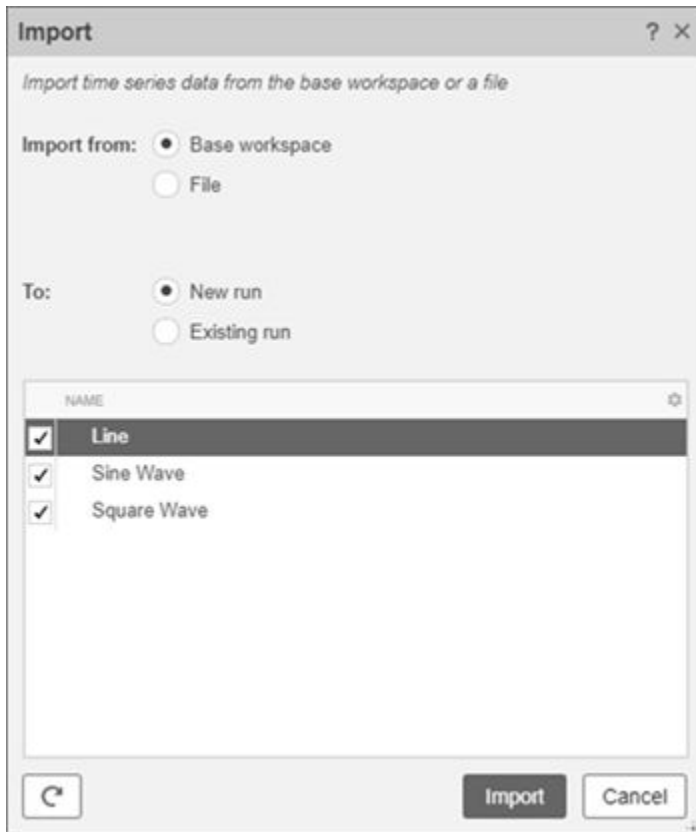 Import ? ×
Import time series data from the base workspace or a file
Import from: Base workspace
File
To: New run
Existing run
NAME
Line
Sine Wave
Square Wave
Import Cancel